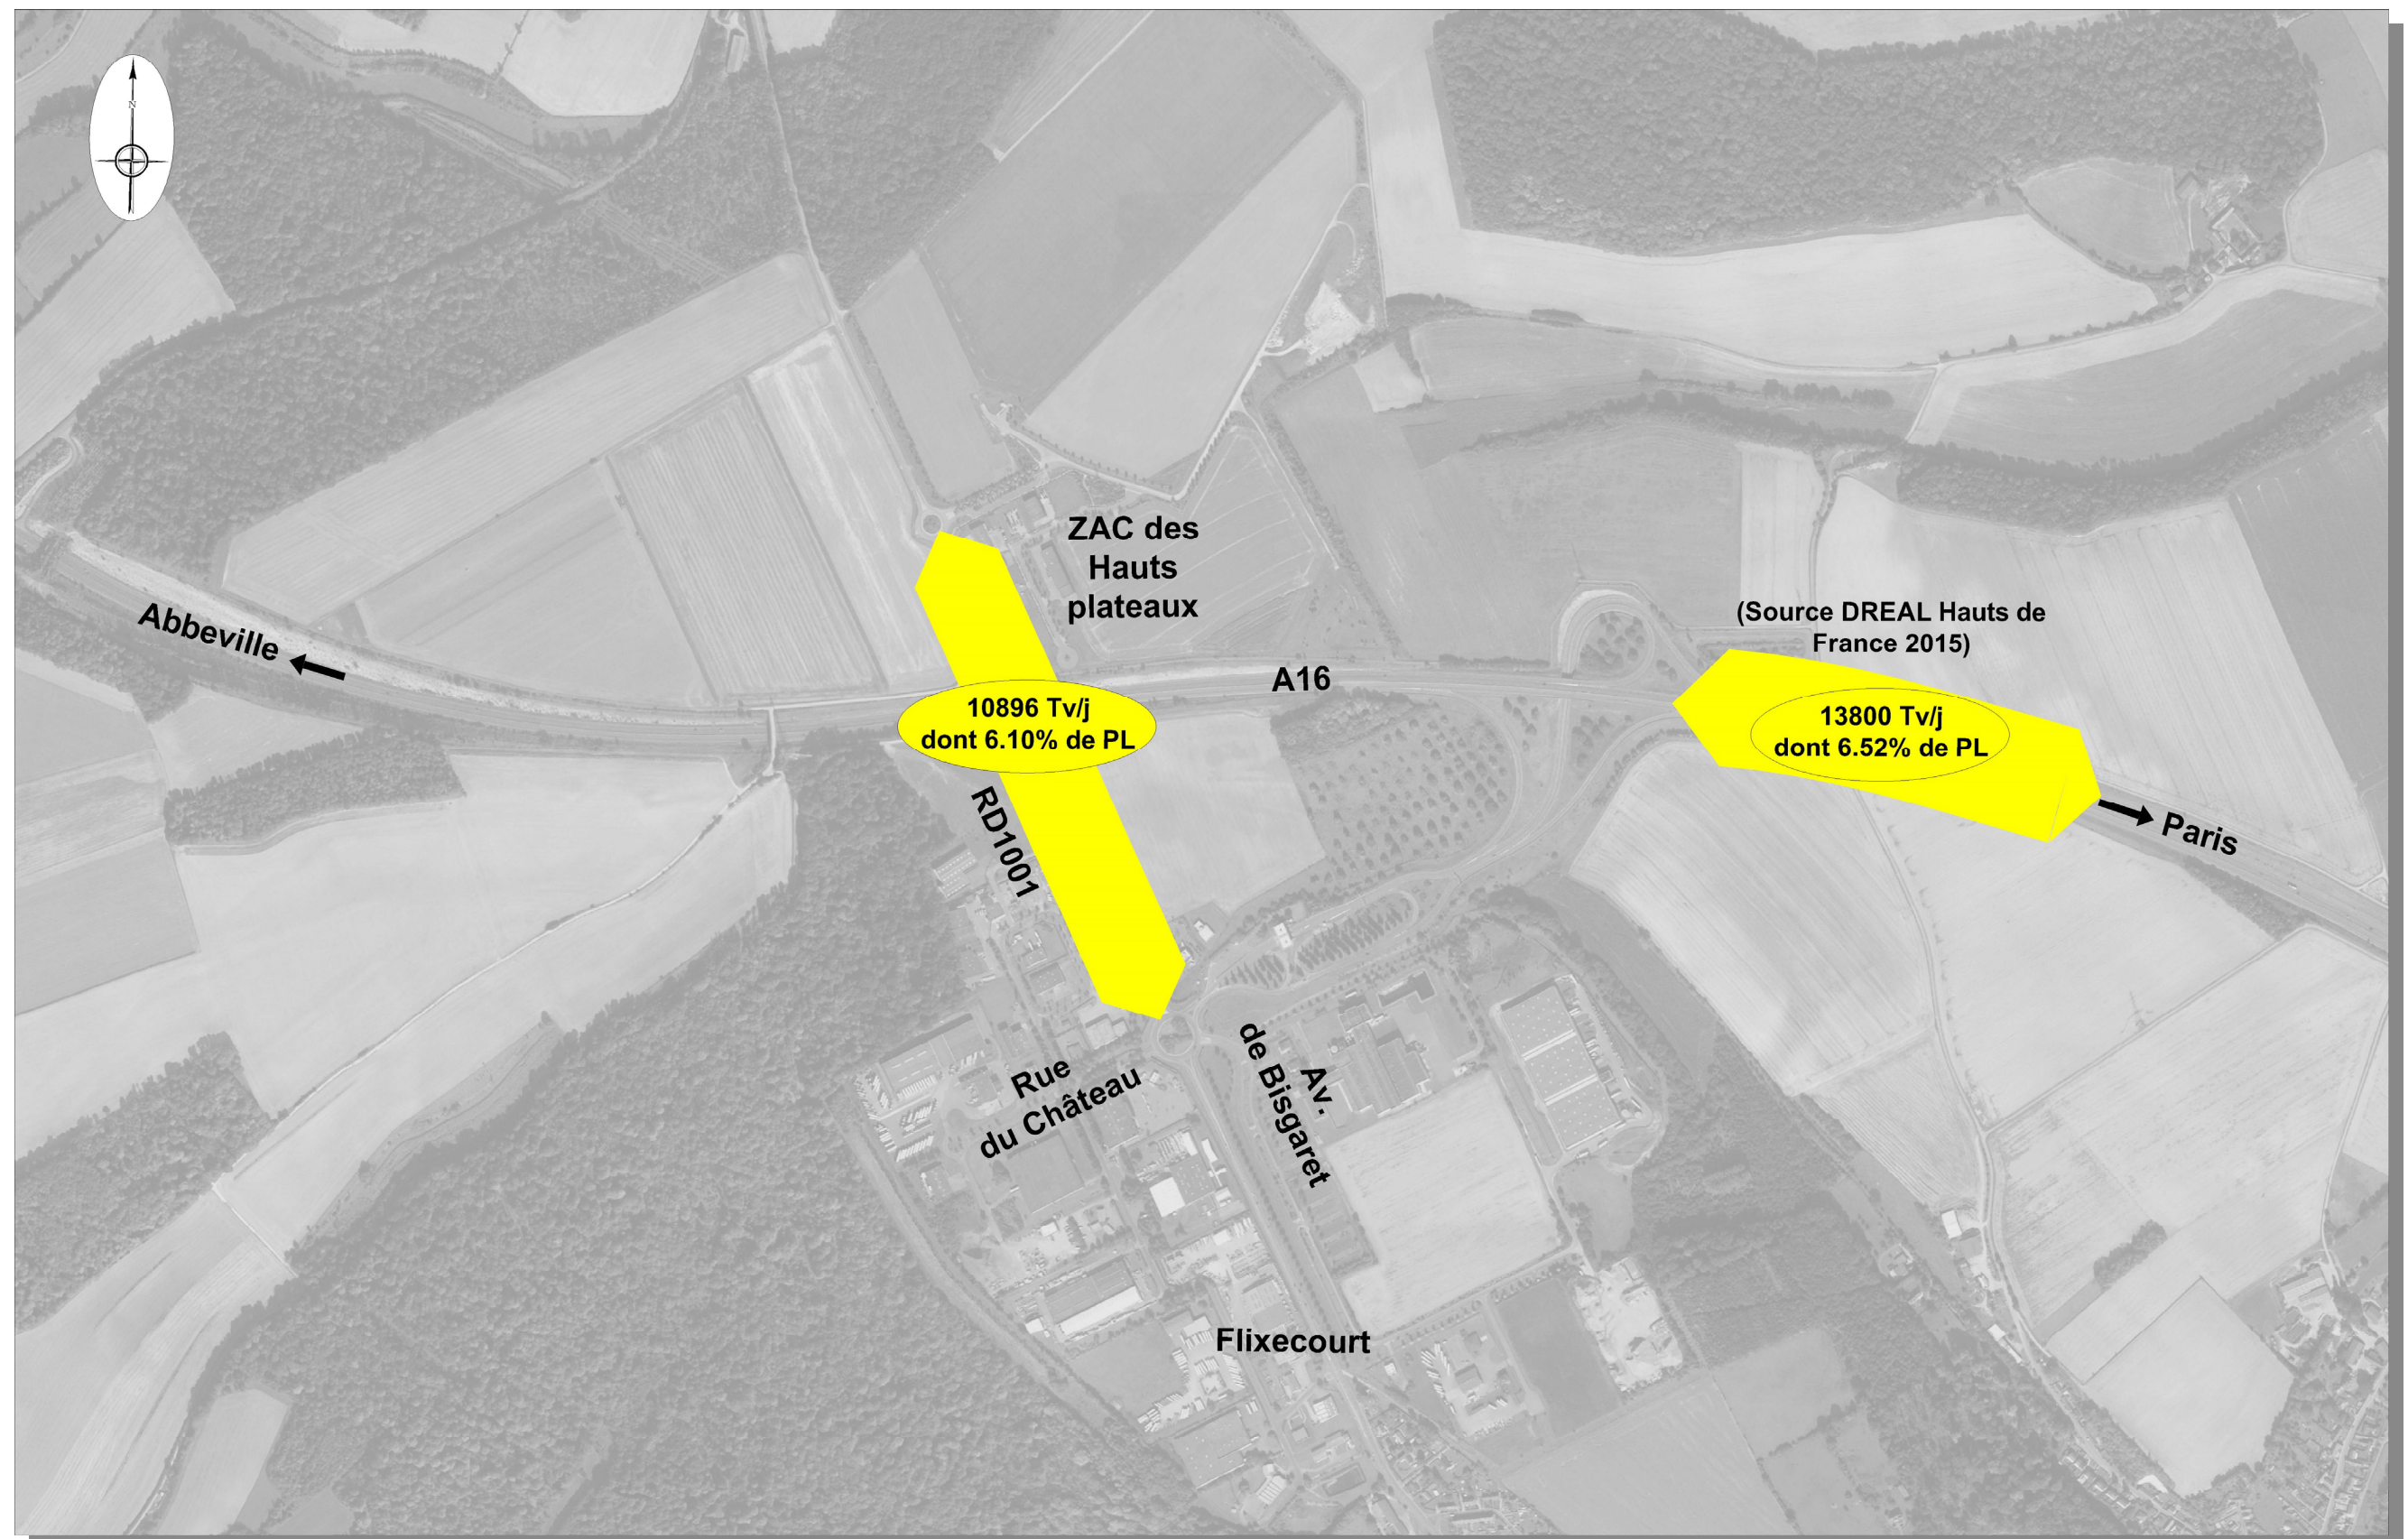 N
ZAC des
Hauts
plateaux
Abbeville
(Source DREAL Hauts de
France 2015)
A16
10896 Tv/j
dont 6.10% de PL
13800 Tv/j
dont 6.52% de PL
RD1001
Paris
Rue
du Château
Av.
de Bisgaret
Flixecourt